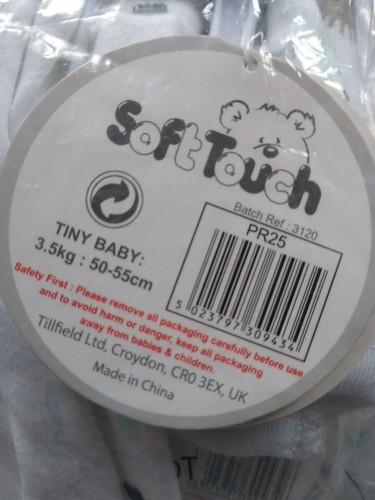 Soft Touch
Batch Ref : 3120
PR25
TINY BABY:
3.5kg : 50-55cm
5 023797 309434
Safety First : Please remove all packaging carefully before use
and to avoid harm or danger, keep all packaging
away from babies & children.
Tillfield Ltd, Croydon, CR0 3EX, UK
Made in China
OT